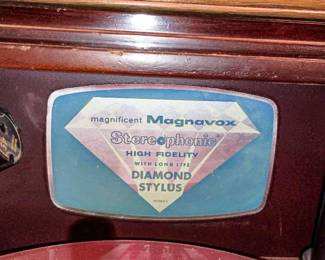 magnificent Magnavox
Stereophonic
HIGH FIDELITY
WITH LONG LIFE
DIAMOND
STYLUS